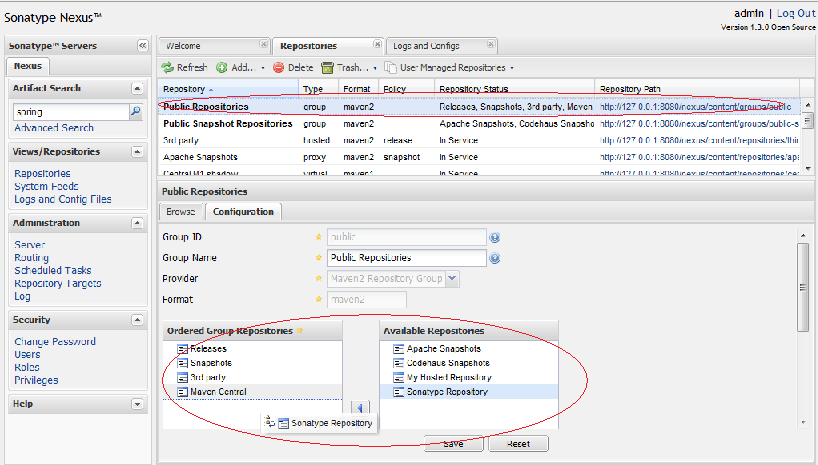 Sonatype Nexus™
admin | Log Out
Version 1.3.0 Open Source
Sonatype™ Servers
Nexus
Artifact Search
spring
Advanced Search
Views/Repositories
Repositories
System Feeds
Logs and Config Files
Administration
Server
Routing
Scheduled Tasks
Repository Targets
Log
Security
Change Password
Users
Roles
Privileges
Help
Welcome Repositories Logs and Configs
Refresh Add... Delete Trash... User Managed Repositories
Repository Type Format Policy Repository Status Repository Path
Public Repositories group maven2 Releases, Snapshots, 3rd party, Maven http://127.0.0.1:8080/nexus/content/groups/public
Public Snapshot Repositories group maven2 Apache Snapshots, Codehaus Snapsho http://127.0.0.1:8080/nexus/content/groups/public-s
3rd party hosted maven2 release In Service http://127.0.0.1:8080/nexus/content/repositories/thir
Apache Snapshots proxy maven2 snapshot In Service http://127.0.0.1:8080/nexus/content/repositories/apa
Central M1 shadow virtual maven1 In Service http://127.0.0.1:8080/nexus/content/repositories/cen
Public Repositories
Browse Configuration
Group ID public
Group Name Public Repositories
Provider Maven2 Repository Group
Format maven2
Ordered Group Repositories Available Repositories
Releases Apache Snapshots
Snapshots Codehaus Snapshots
3rd party My Hosted Repository
Maven Central Sonatype Repository
Sonatype Repository
Save Reset